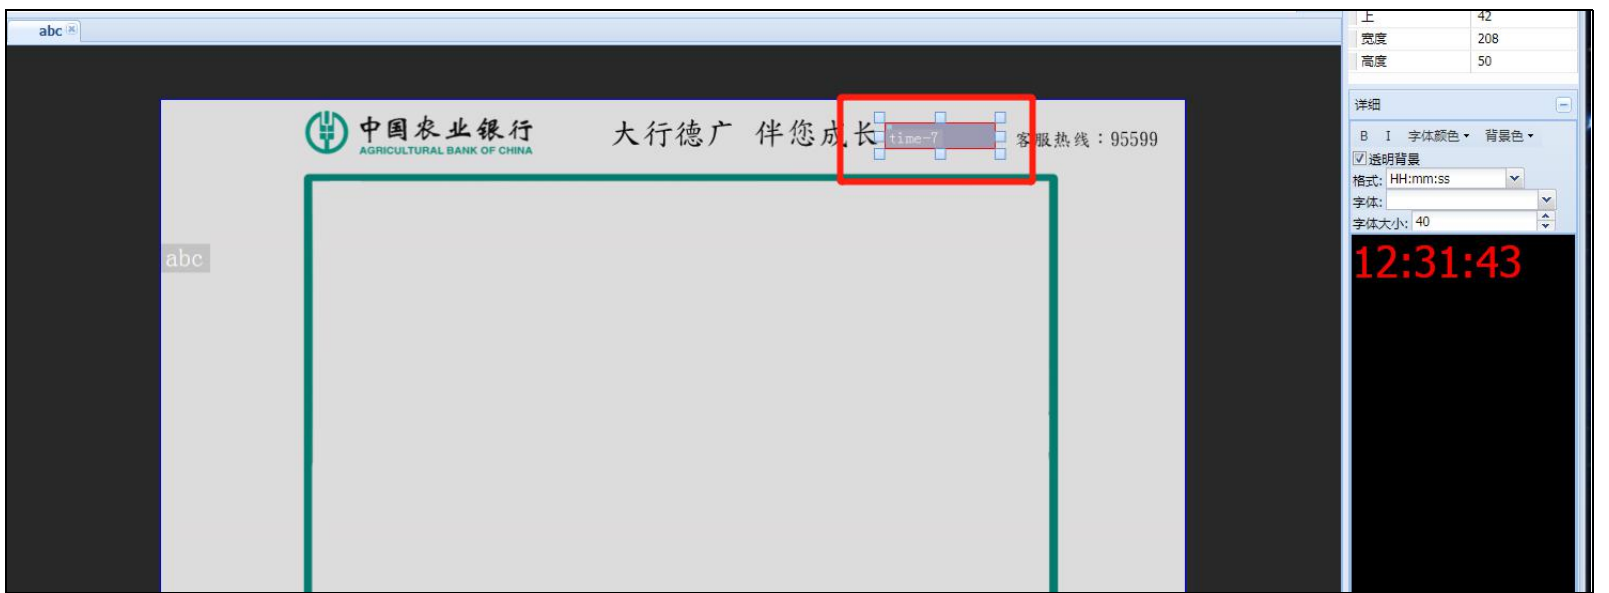 abc
上 42
宽度 208
高度 50
详细
B I 字体颜色 背景色
透明背景
格式: HH:mm:ss
字体:
字体大小: 40
12:31:43
中国农业银行
AGRICULTURAL BANK OF CHINA
大行德广 伴您成长
time-7
客服热线：95599
abc